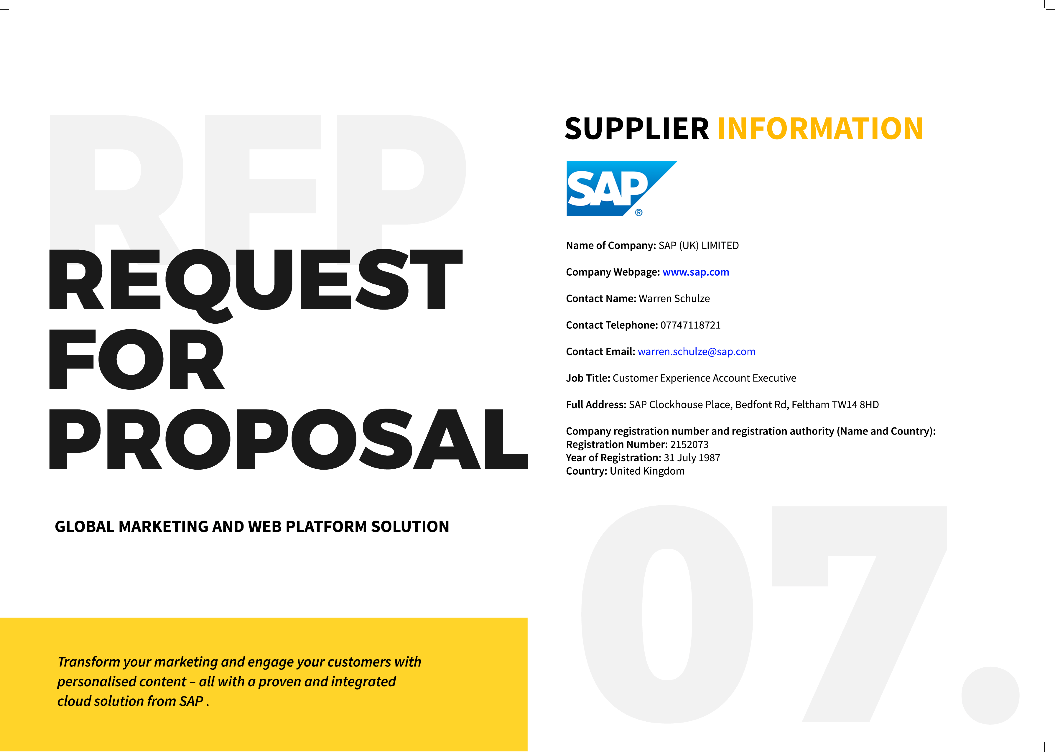 RFP
REQUEST
FOR
PROPOSAL
GLOBAL MARKETING AND WEB PLATFORM SOLUTION
Transform your marketing and engage your customers with
personalised content – all with a proven and integrated
cloud solution from SAP .
SUPPLIER INFORMATION
SAP®
Name of Company: SAP (UK) LIMITED
Company Webpage: www.sap.com
Contact Name: Warren Schulze
Contact Telephone: 07747118721
Contact Email: warren.schulze@sap.com
Job Title: Customer Experience Account Executive
Full Address: SAP Clockhouse Place, Bedfont Rd, Feltham TW14 8HD
Company registration number and registration authority (Name and Country):
Registration Number: 2152073
Year of Registration: 31 July 1987
Country: United Kingdom
07.